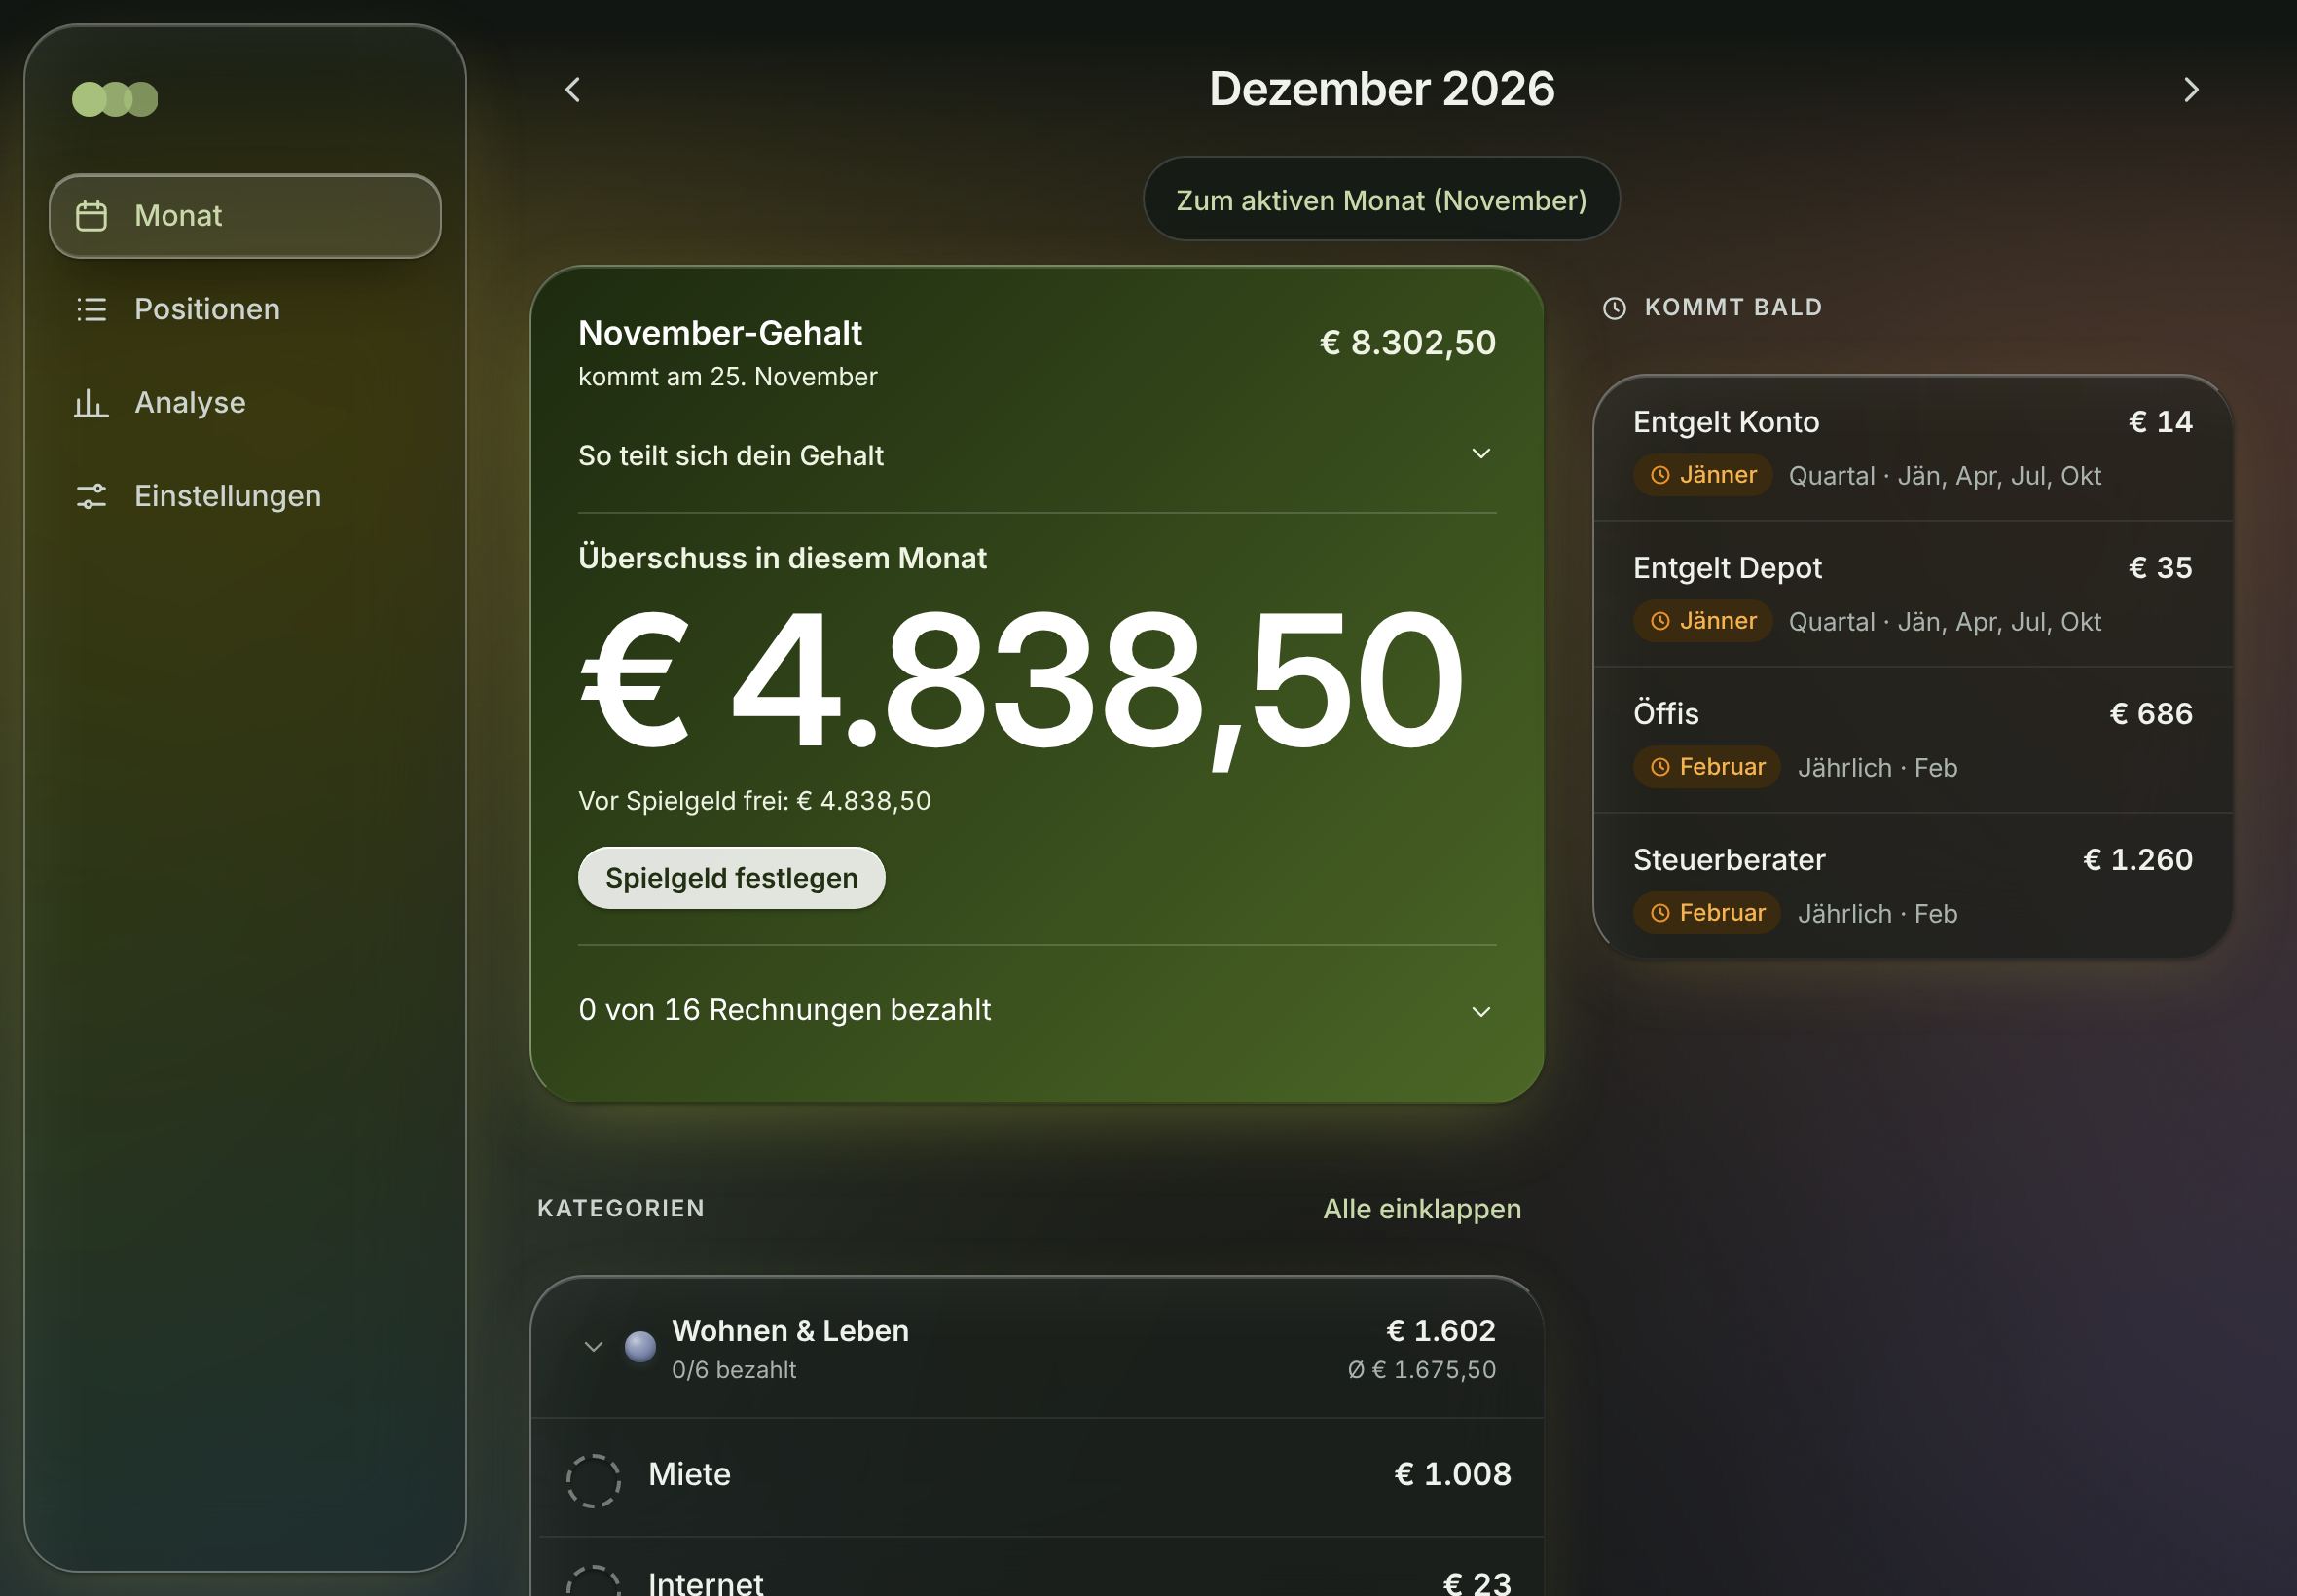 Monat
Positionen
Analyse
Einstellungen
Dezember 2026
Zum aktiven Monat (November)
November-Gehalt
€ 8.302,50
kommt am 25. November
So teilt sich dein Gehalt
Überschuss in diesem Monat
€ 4.838,50
Vor Spielgeld frei: € 4.838,50
Spielgeld festlegen
0 von 16 Rechnungen bezahlt
KOMMT BALD
Entgelt Konto € 14
Jänner Quartal · Jän, Apr, Jul, Okt
Entgelt Depot € 35
Jänner Quartal · Jän, Apr, Jul, Okt
Öffis € 686
Februar Jährlich · Feb
Steuerberater € 1.260
Februar Jährlich · Feb
KATEGORIEN Alle einklappen
Wohnen & Leben € 1.602
0/6 bezahlt Ø € 1.675,50
Miete € 1.008
Internet € 23